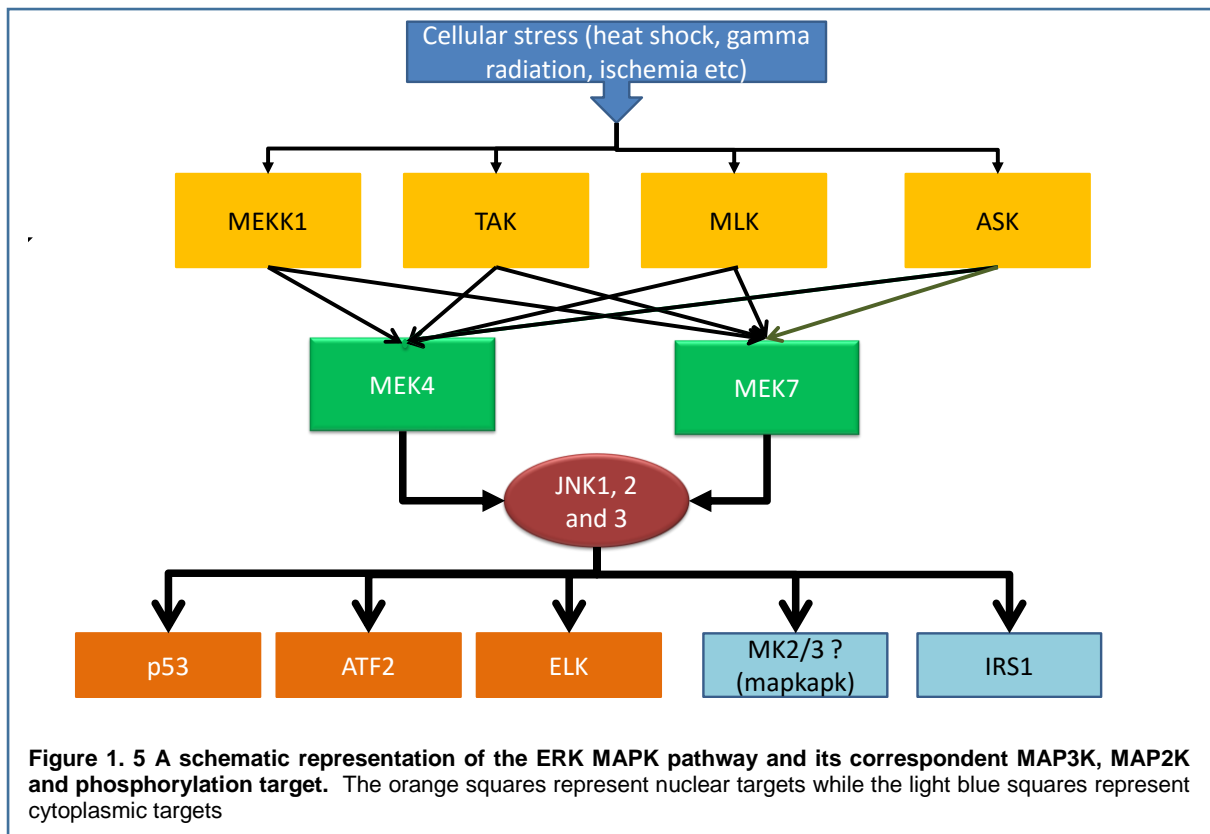 Cellular stress (heat shock, gamma
radiation, ischemia etc)
MEKK1
TAK
MLK
ASK
MEK4
MEK7
JNK1, 2
and 3
p53
ATF2
ELK
MK2/3 ?
(mapkapk)
IRS1
Figure 1. 5 A schematic representation of the ERK MAPK pathway and its correspondent MAP3K, MAP2K
and phosphorylation target. The orange squares represent nuclear targets while the light blue squares represent
cytoplasmic targets